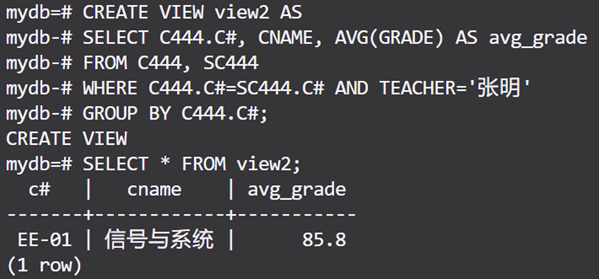 mydb=# CREATE VIEW view2 AS
mydb-# SELECT C444.C#, CNAME, AVG(GRADE) AS avg_grade
mydb-# FROM C444, SC444
mydb-# WHERE C444.C#=SC444.C# AND TEACHER='张明'
mydb-# GROUP BY C444.C#;
CREATE VIEW
mydb=# SELECT * FROM view2;
  c#   |   cname    | avg_grade
-------+------------+-----------
 EE-01 | 信号与系统 |      85.8
(1 row)